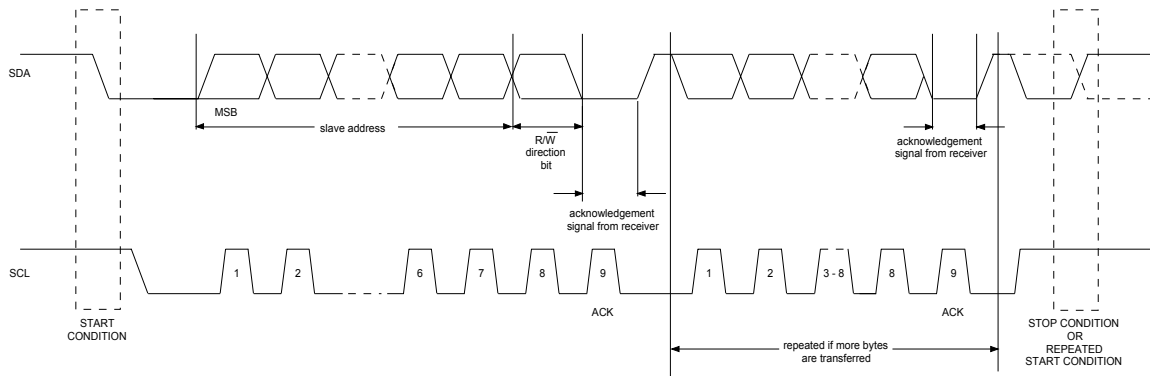 SDA
MSB
slave address
R/W̅
direction
bit
acknowledgement
signal from receiver
acknowledgement
signal from receiver
SCL
1
2
6
7
8
9
1
2
3 - 8
8
9
ACK
ACK
START
CONDITION
repeated if more bytes
are transferred
STOP CONDITION
OR
REPEATED
START CONDITION